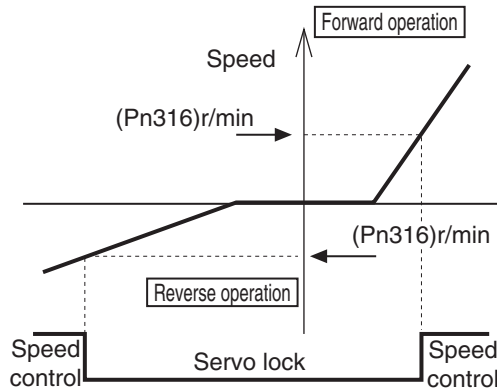 Forward operation
Speed
(Pn316)r/min
(Pn316)r/min
Reverse operation
Speed
control
Servo lock
Speed
control